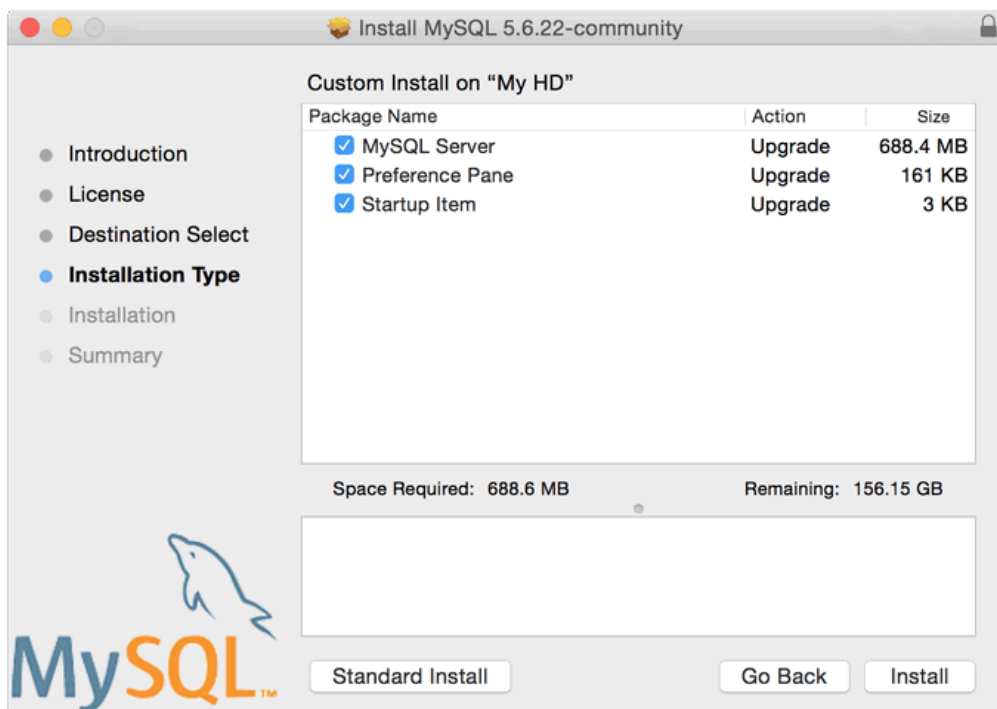 Install MySQL 5.6.22-community
Custom Install on “My HD”
Introduction
License
Destination Select
Installation Type
Installation
Summary
Package Name Action Size
MySQL Server Upgrade 688.4 MB
Preference Pane Upgrade 161 KB
Startup Item Upgrade 3 KB
Space Required: 688.6 MB Remaining: 156.15 GB
MySQL™
Standard Install Go Back Install